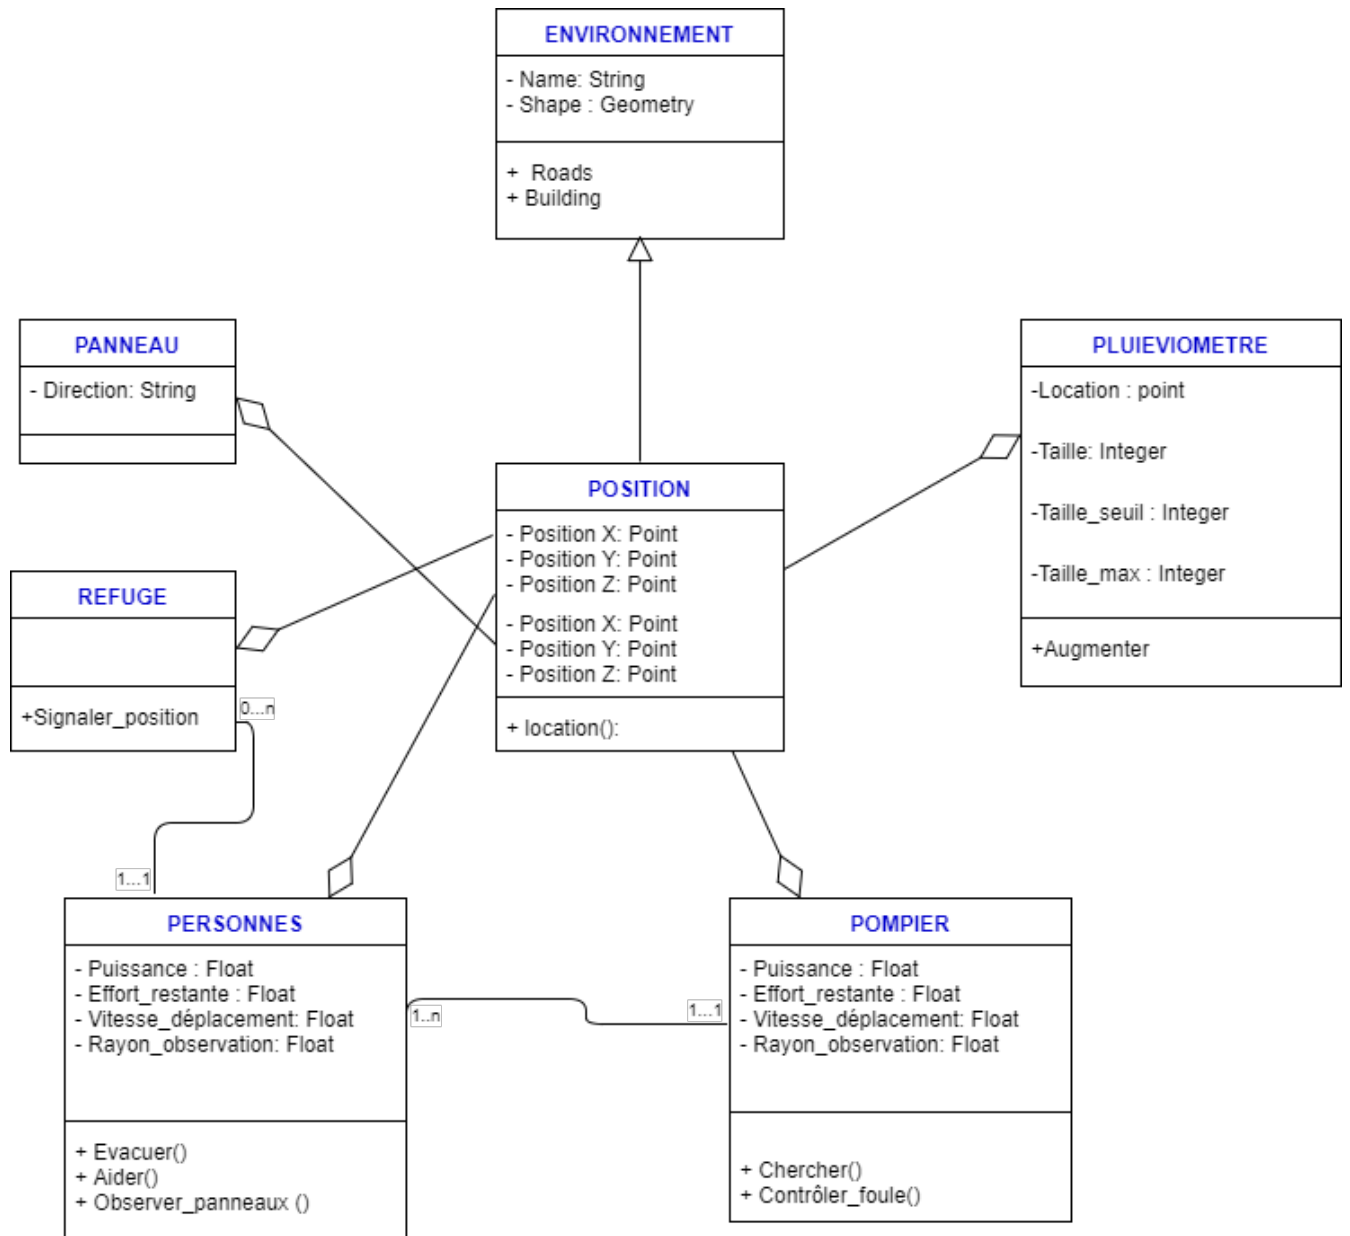 ENVIRONNEMENT
- Name: String
- Shape : Geometry
+  Roads
+ Building
PANNEAU
- Direction: String
PLUIEVIOMETRE
-Location : point
-Taille: Integer
-Taille_seuil : Integer
-Taille_max : Integer
+Augmenter
POSITION
- Position X: Point
- Position Y: Point
- Position Z: Point
- Position X: Point
- Position Y: Point
- Position Z: Point
+ location():
REFUGE
+Signaler_position
0...n
1...1
PERSONNES
- Puissance : Float
- Effort_restante : Float
- Vitesse_déplacement: Float
- Rayon_observation: Float
+ Evacuer()
+ Aider()
+ Observer_panneaux ()
1..n
1...1
POMPIER
- Puissance : Float
- Effort_restante : Float
- Vitesse_déplacement: Float
- Rayon_observation: Float
+ Chercher()
+ Contrôler_foule()